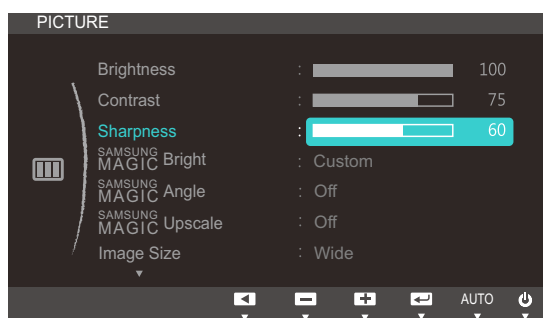 PICTURE
Brightness : 100
Contrast : 75
Sharpness : 60
SAMSUNG MAGIC Bright : Custom
SAMSUNG MAGIC Angle : Off
SAMSUNG MAGIC Upscale : Off
Image Size : Wide
AUTO